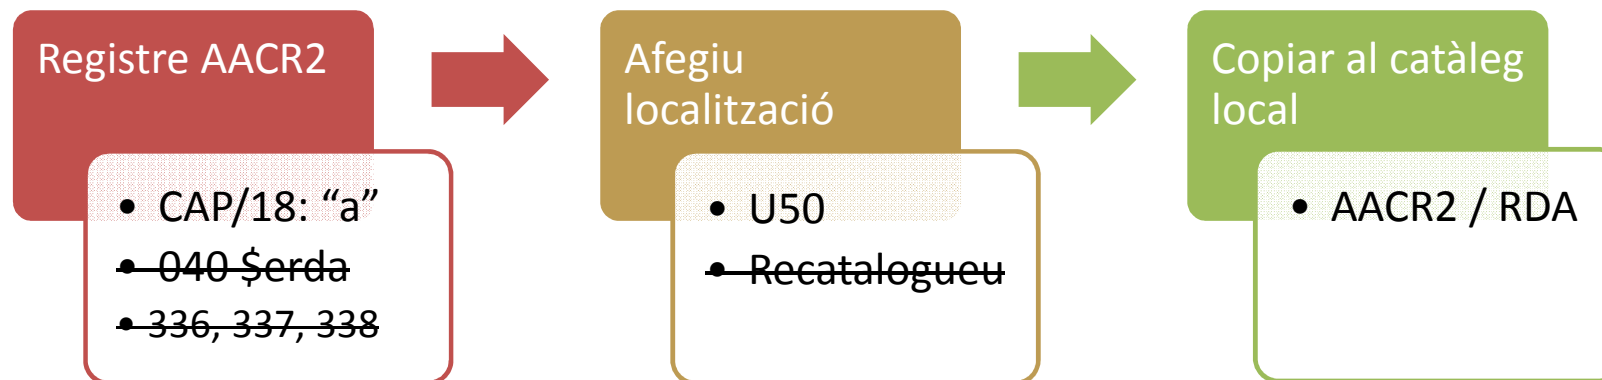 Registre AACR2
• CAP/18: “a”
• 040 $erda
• 336, 337, 338
Afegiu
localització
• U50
• Recatalogueu
Copiar al catàleg
local
• AACR2 / RDA